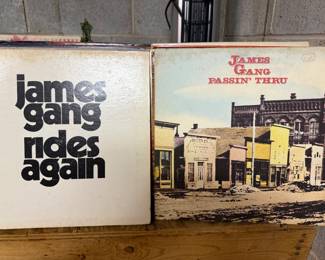 james
gang
rides
again
JAMES
GANG
PASSIN' THRU